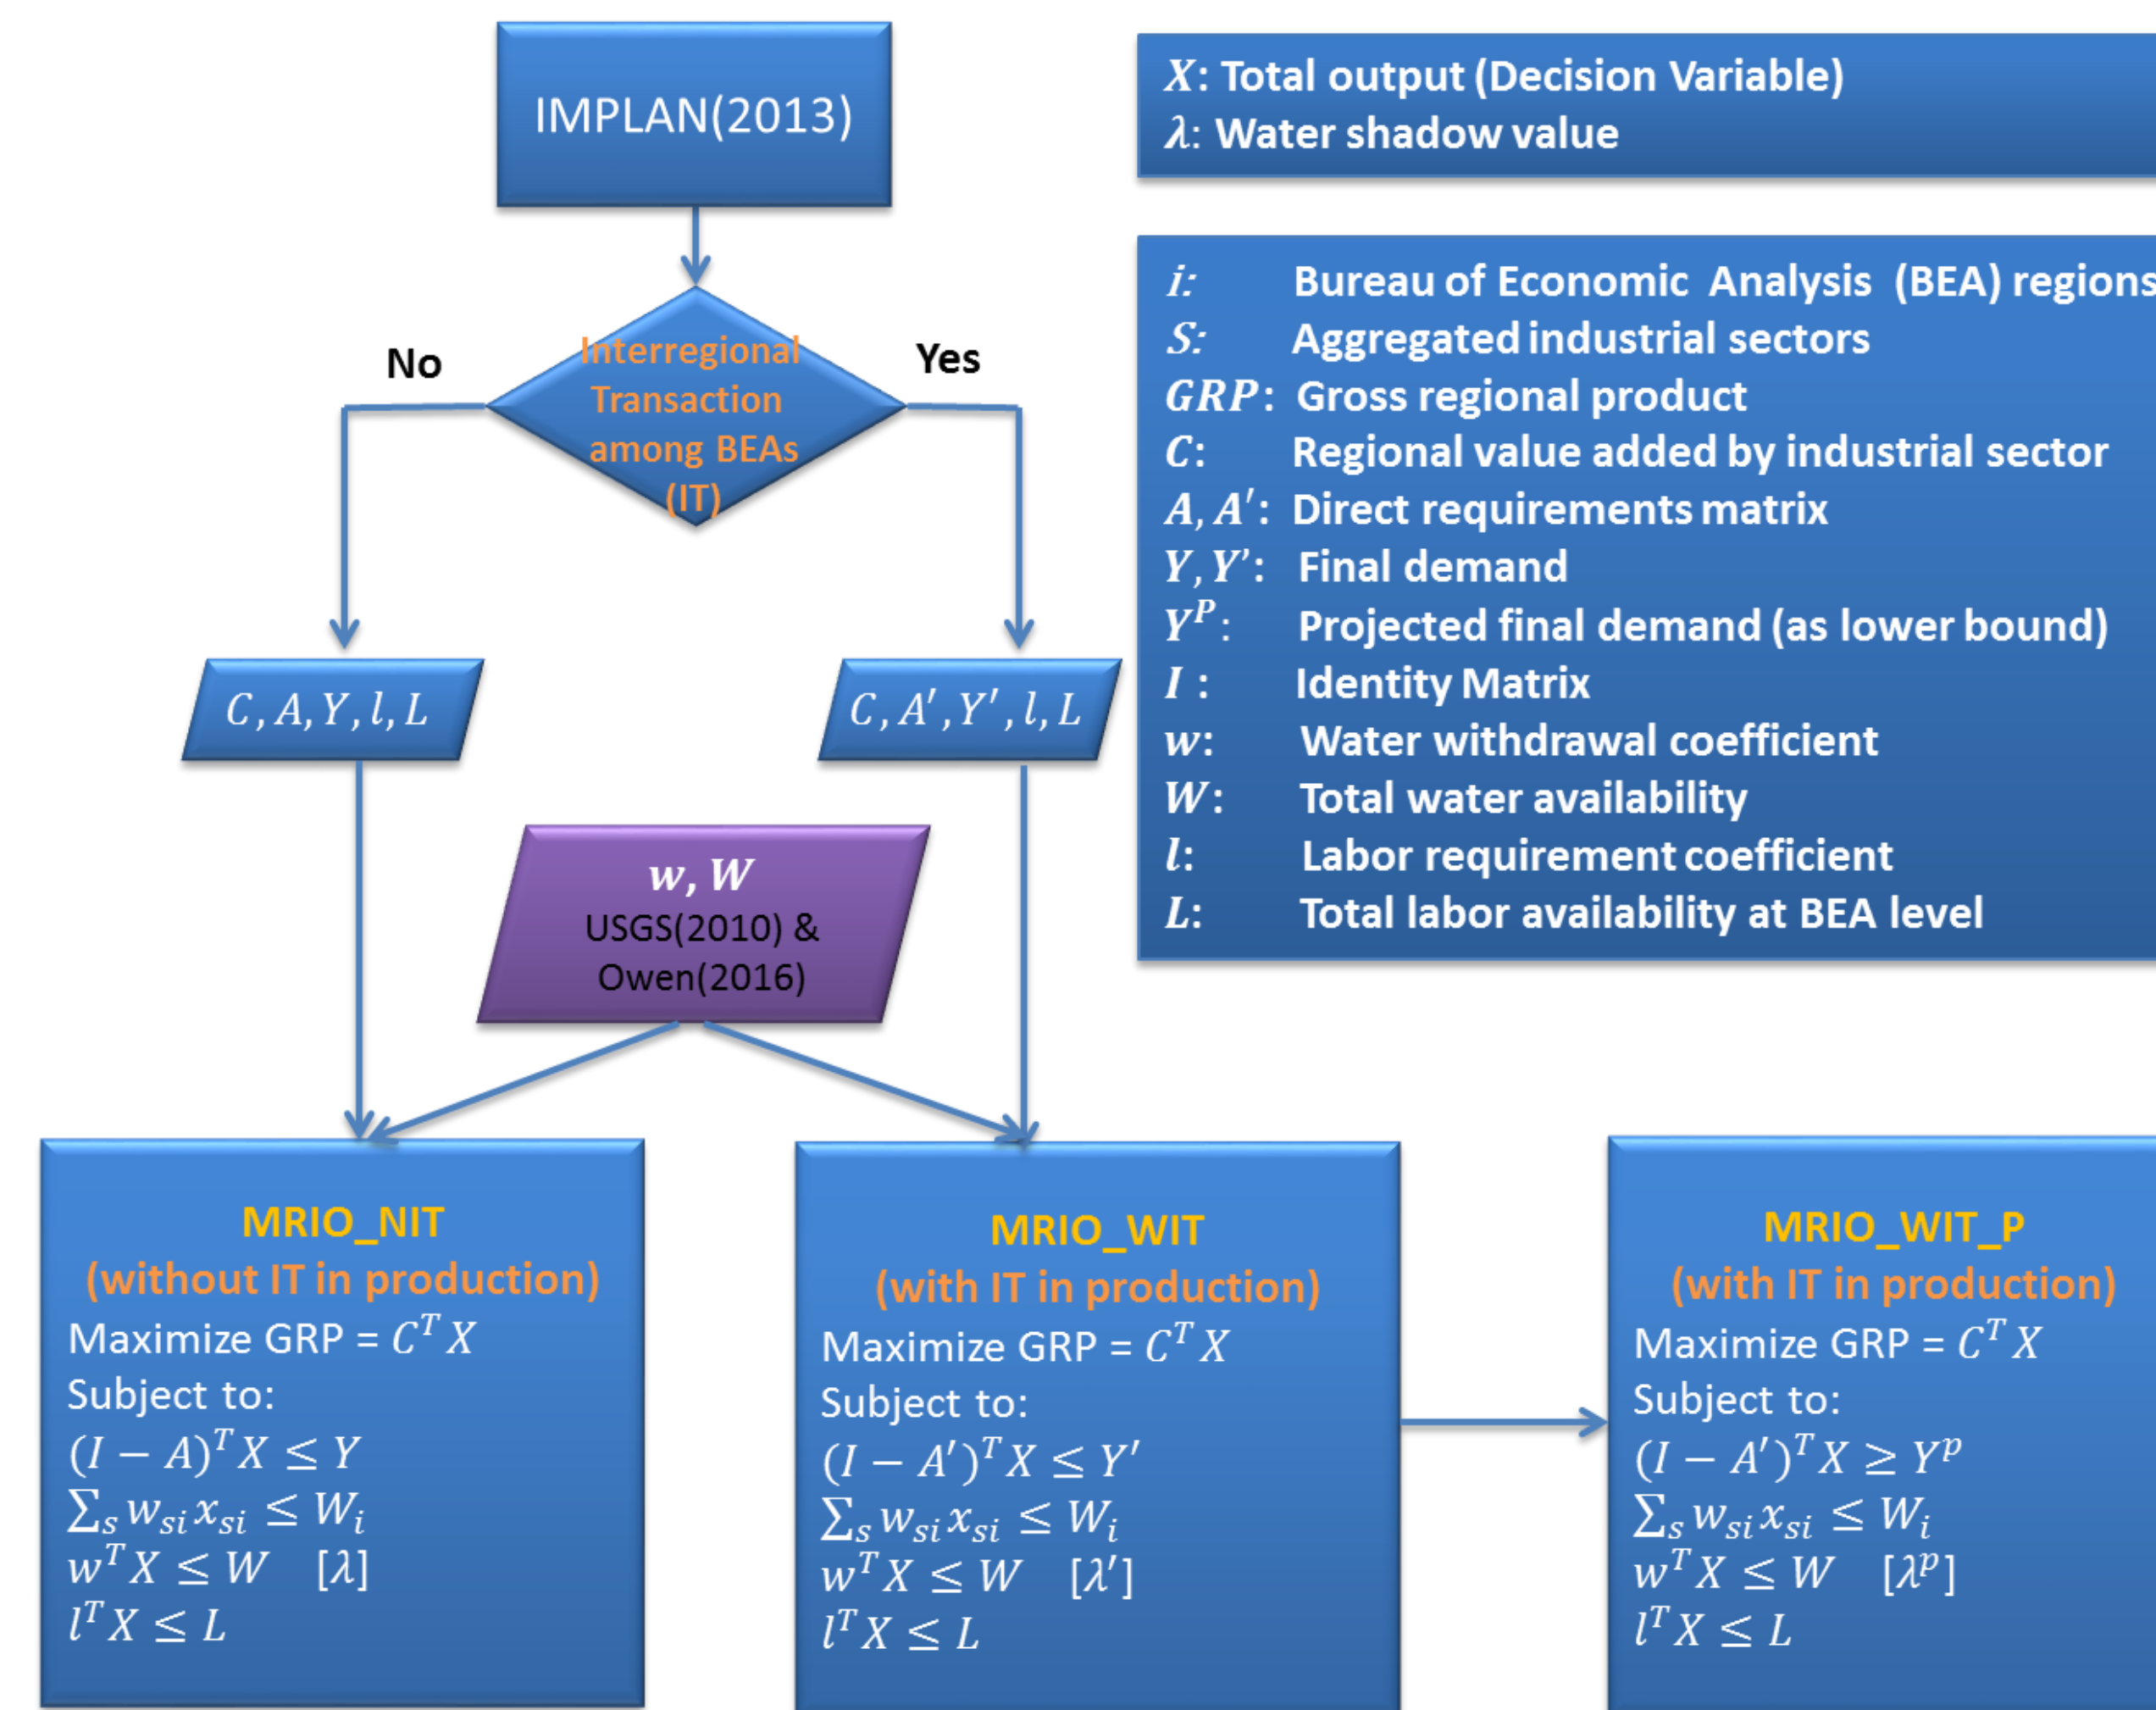 IMPLAN(2013)
X: Total output (Decision Variable)
λ: Water shadow value
Interregional
Transaction
among BEAs
(IT)
No
Yes
i: Bureau of Economic Analysis (BEA) regions
S: Aggregated industrial sectors
GRP: Gross regional product
C: Regional value added by industrial sector
A, A′: Direct requirements matrix
Y, Y’: Final demand
Y^P: Projected final demand (as lower bound)
I : Identity Matrix
w: Water withdrawal coefficient
W: Total water availability
l: Labor requirement coefficient
L: Total labor availability at BEA level
C, A, Y, l, L
C, A′, Y′, l, L
w, W
USGS(2010) &
Owen(2016)
MRIO_NIT
(without IT in production)
Maximize GRP = C^T X
Subject to:
(I − A)^T X ≤ Y
∑_s w_si x_si ≤ W_i
w^T X ≤ W [λ]
l^T X ≤ L
MRIO_WIT
(with IT in production)
Maximize GRP = C^T X
Subject to:
(I − A′)^T X ≤ Y′
∑_s w_si x_si ≤ W_i
w^T X ≤ W [λ′]
l^T X ≤ L
MRIO_WIT_P
(with IT in production)
Maximize GRP = C^T X
Subject to:
(I − A′)^T X ≥ Y^p
∑_s w_si x_si ≤ W_i
w^T X ≤ W [λ^p]
l^T X ≤ L